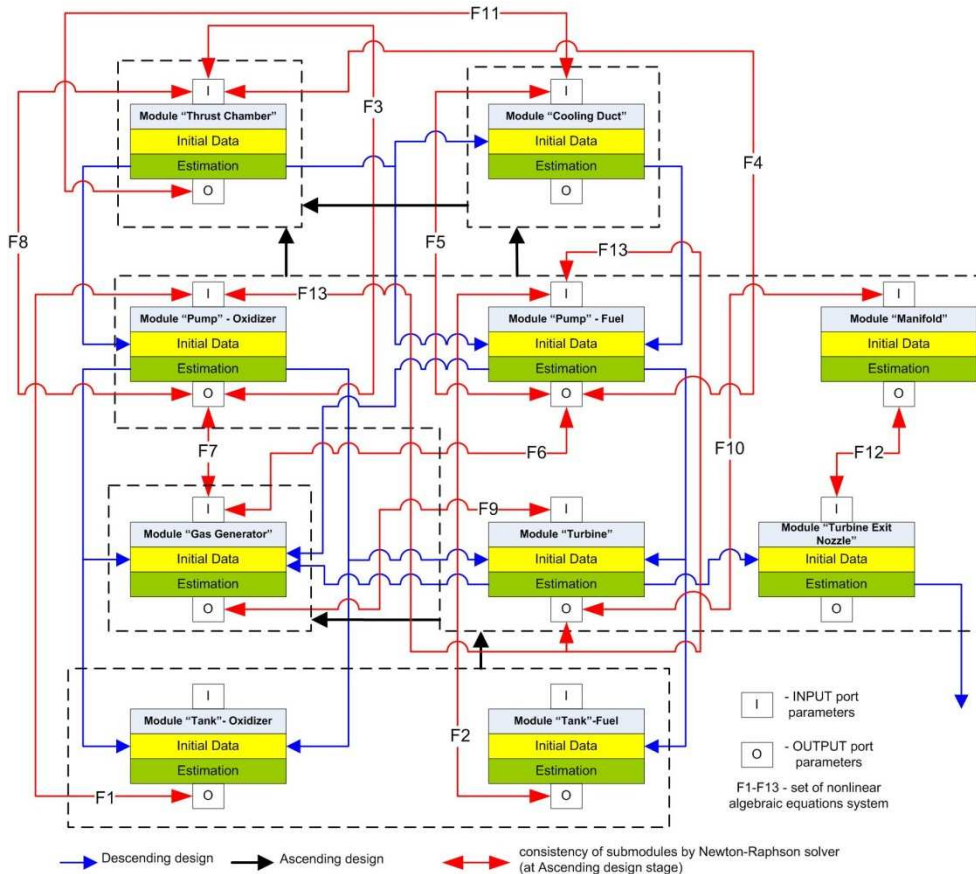 F11
I
I
Module "Thrust Chamber"
Initial Data
Estimation
O
F3
Module "Cooling Duct"
Initial Data
Estimation
O
F4
F8
F5
F13
F13
I
I
I
Module "Pump" - Oxidizer
Initial Data
Estimation
O
Module "Pump" - Fuel
Initial Data
Estimation
O
Module "Manifold"
Initial Data
Estimation
O
F7
F6
F10
F12
F9
I
I
I
Module "Gas Generator"
Initial Data
Estimation
O
Module "Turbine"
Initial Data
Estimation
O
Module "Turbine Exit
Nozzle"
Initial Data
Estimation
O
I
I
Module "Tank"- Oxidizer
Initial Data
Estimation
O
F1
F2
Module "Tank"-Fuel
Initial Data
Estimation
O
I
- INPUT port
parameters
O
- OUTPUT port
parameters
F1-F13 - set of nonlinear
algebraic equations system
Descending design
Ascending design
consistency of submodules by Newton-Raphson solver
(at Ascending design stage)